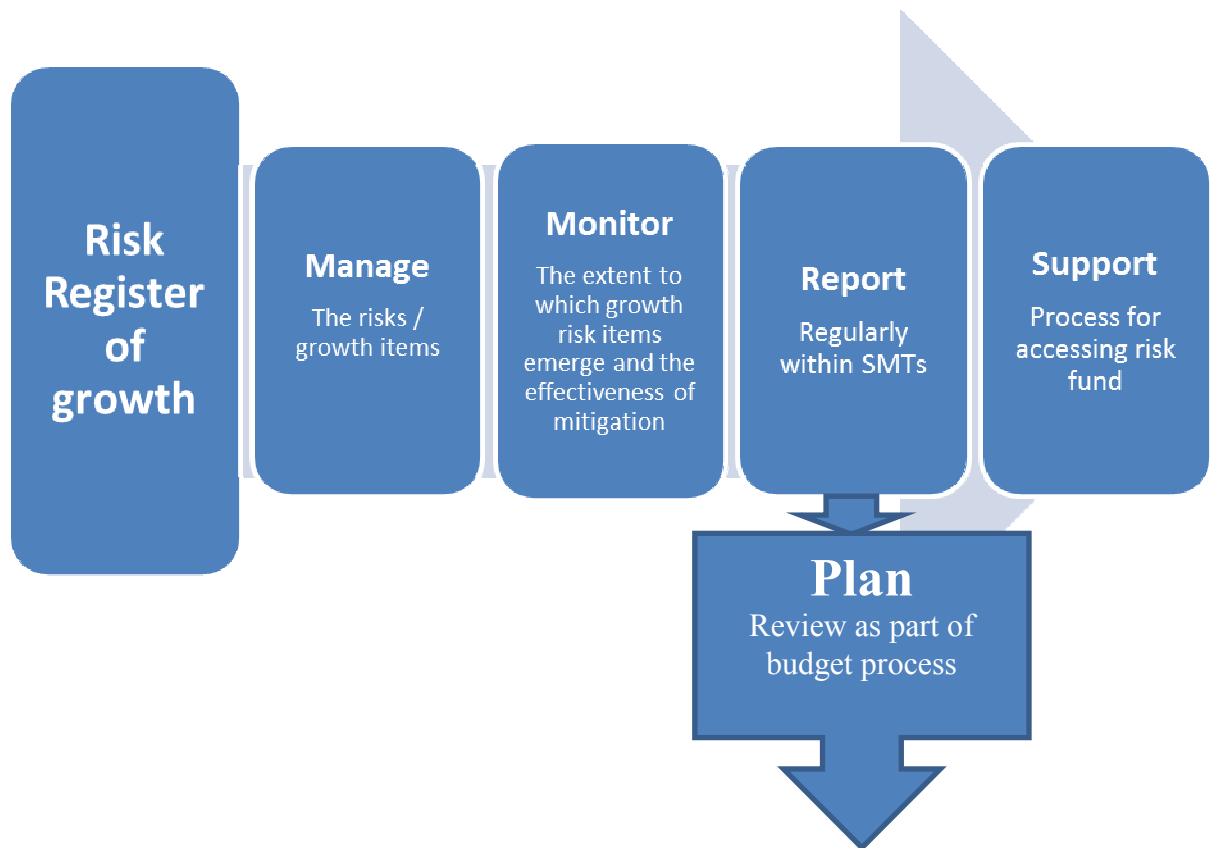 Risk
Register
of
growth
Manage
The risks /
growth items
Monitor
The extent to
which growth
risk items
emerge and the
effectiveness of
mitigation
Report
Regularly
within SMTs
Support
Process for
accessing risk
fund
Plan
Review as part of
budget process